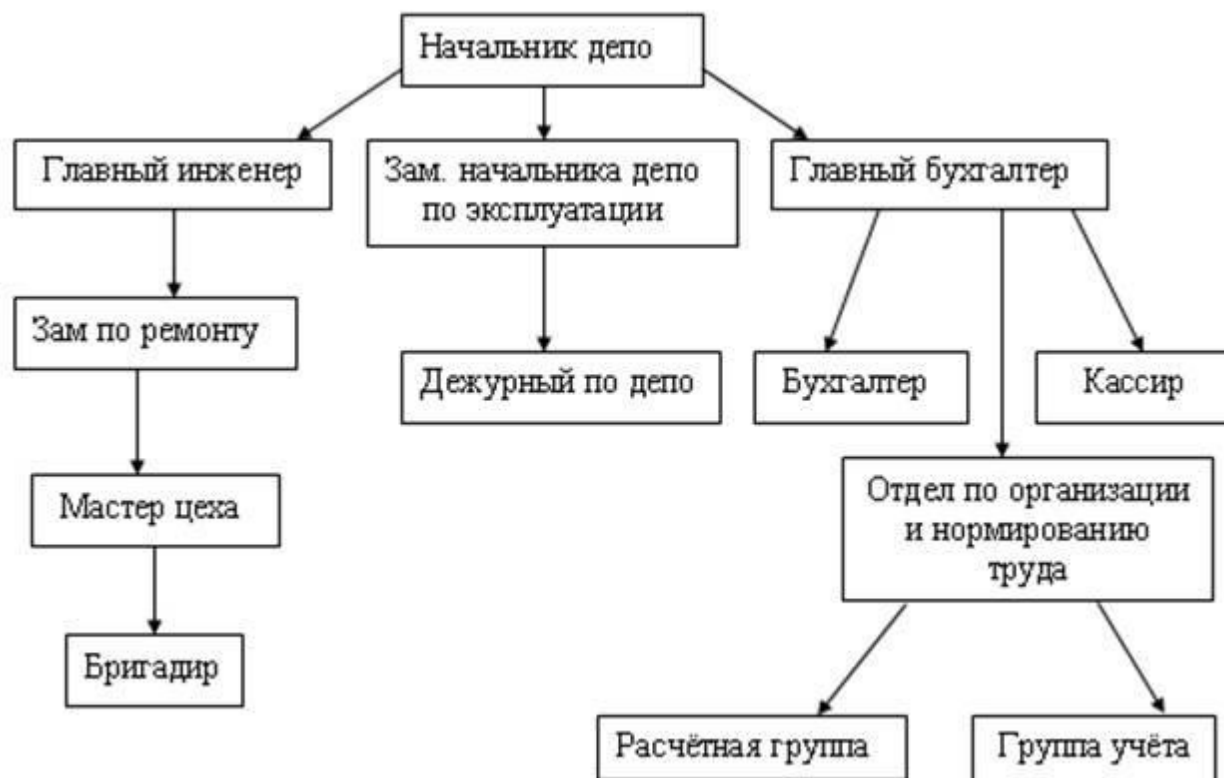 Начальник депо
Главный инженер
Зам. начальника депо
по эксплуатации
Главный бухгалтер
Зам по ремонту
Дежурный по депо
Бухгалтер
Кассир
Мастер цеха
Отдел по организации
и нормированию
труда
Бригадир
Расчётная группа
Группа учёта